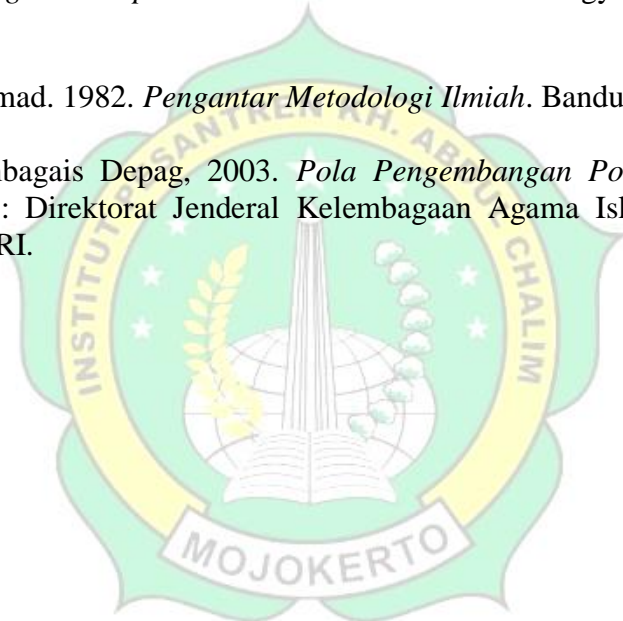 mad. 1982. Pengantar Metodologi Ilmiah. Bandu
mbagais Depag, 2003. Pola Pengembangan Po
: Direktorat Jenderal Kelembagaan Agama Isl
RI.
INSTITUT PESANTREN KH. ABDUL CHALIM
MOJOKERTO